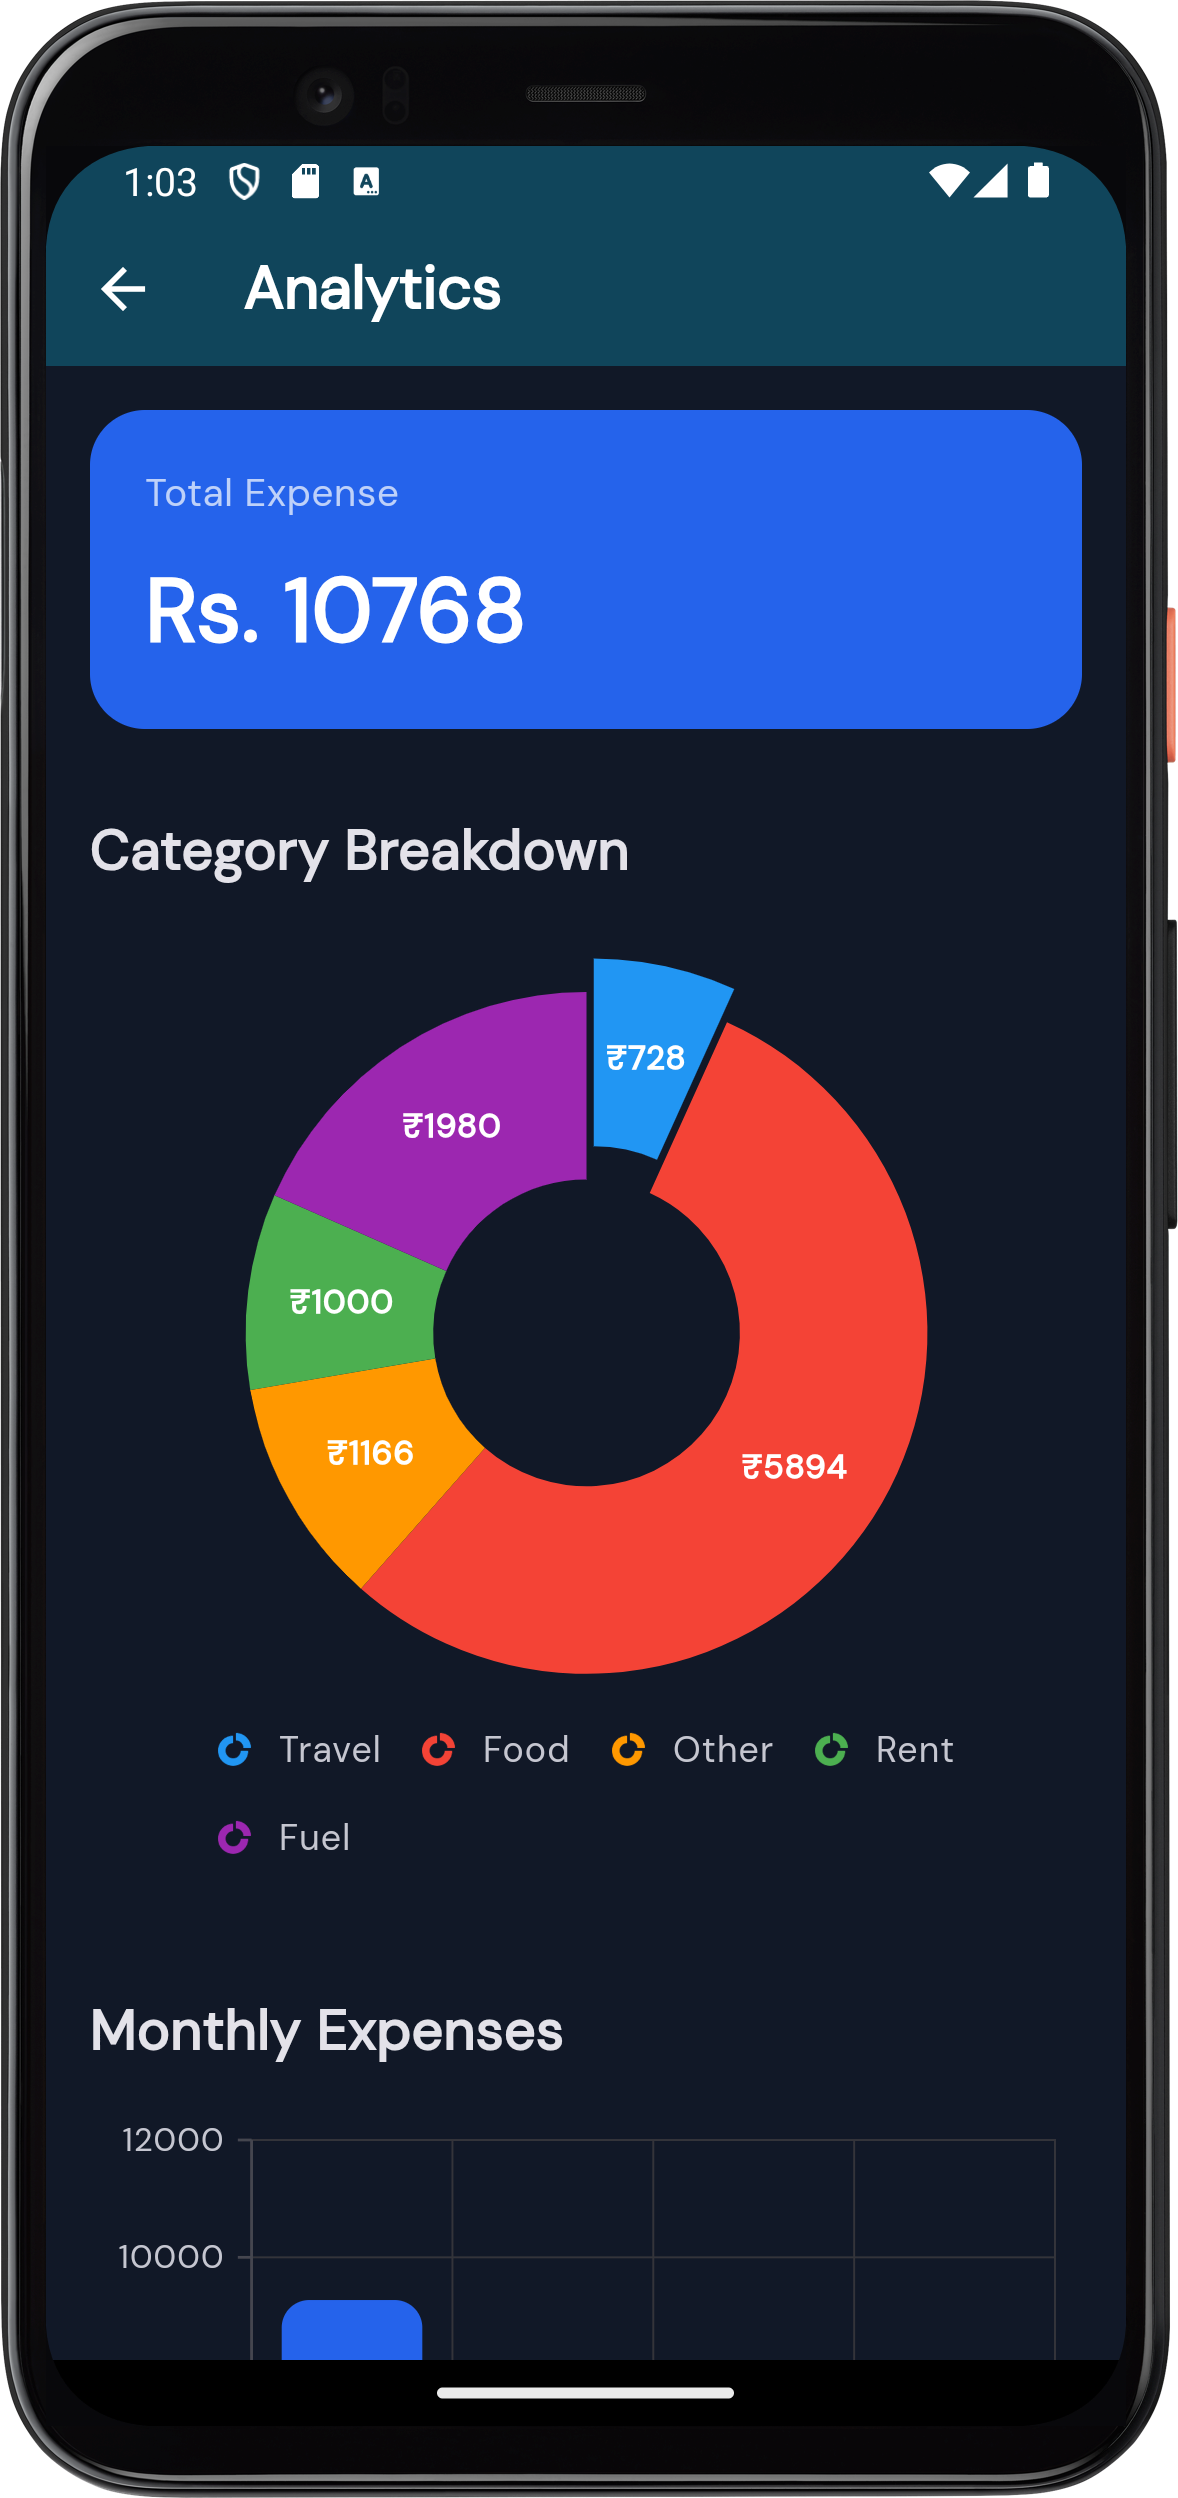 1:03
Analytics
Total Expense
Rs. 10768
Category Breakdown
₹728
₹1980
₹1000
₹1166
₹5894
Travel Food Other Rent
Fuel
Monthly Expenses
12000
10000